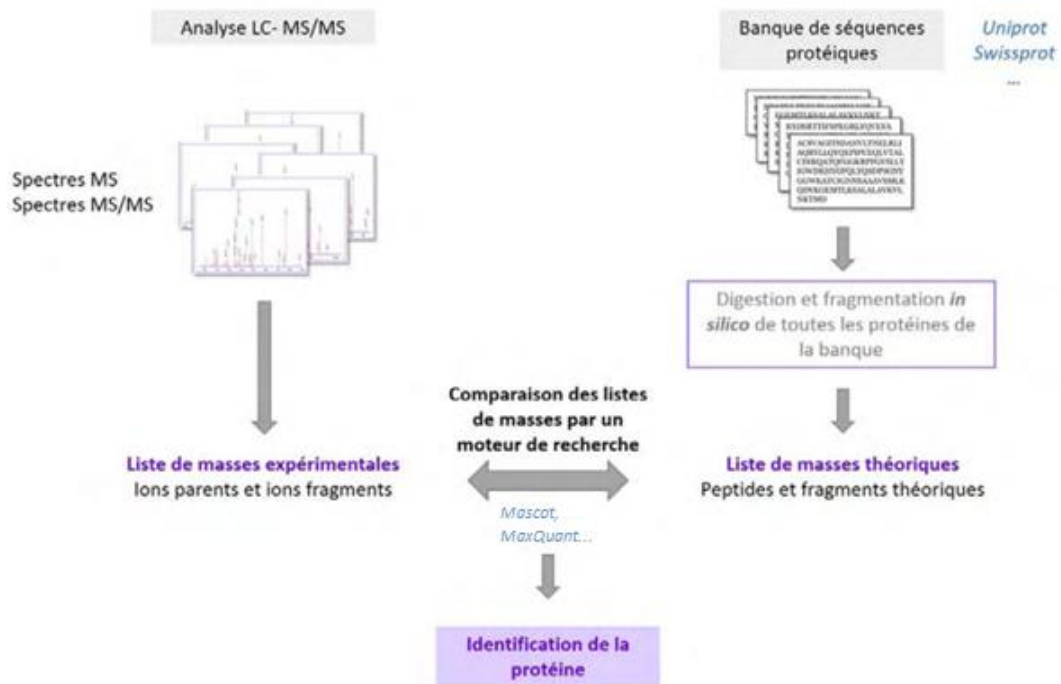 Analyse LC- MS/MS
Banque de séquences
protéiques
Uniprot
Swissprot
...
Spectres MS
Spectres MS/MS
Digestion et fragmentation in
silico de toutes les protéines de
la banque
Comparaison des listes
de masses par un
moteur de recherche
Liste de masses expérimentales
Ions parents et ions fragments
Liste de masses théoriques
Peptides et fragments théoriques
Mascot,
MaxQuant...
Identification de la
protéine